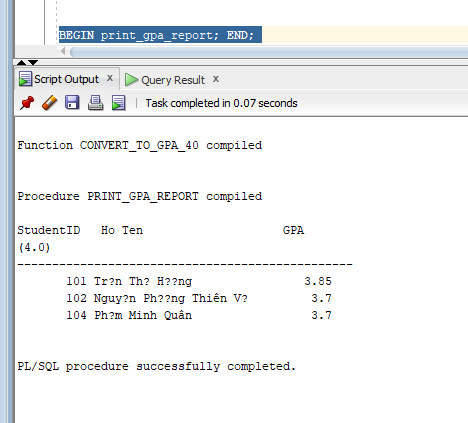 BEGIN print_gpa_report; END;
Script Output x Query Result x
Task completed in 0.07 seconds
Function CONVERT_TO_GPA_40 compiled
Procedure PRINT_GPA_REPORT compiled
StudentID Ho Ten GPA
(4.0)
------------------------------------------------
101 Tr?n Th? H??ng 3.85
102 Nguy?n Ph??ng Thiên V? 3.7
104 Ph?m Minh Quân 3.7
PL/SQL procedure successfully completed.